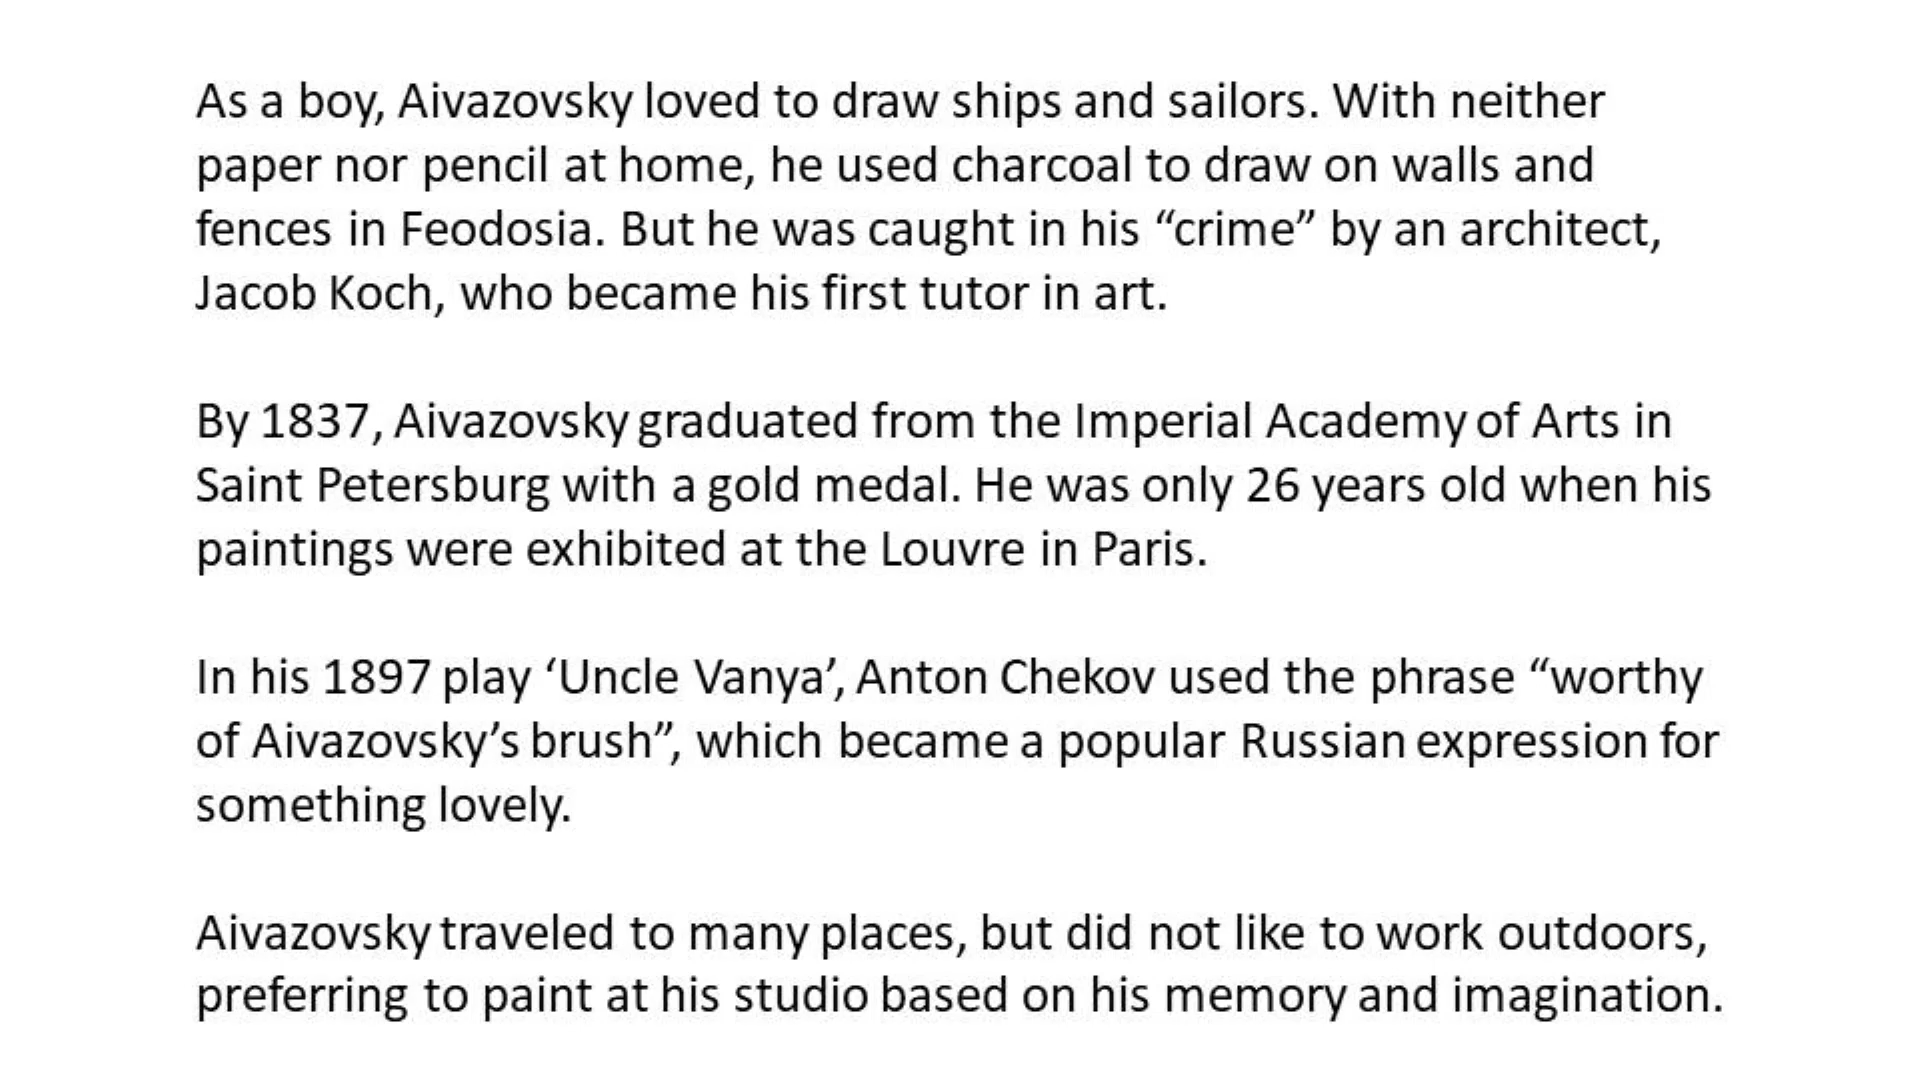 As a boy, Aivazovsky loved to draw ships and sailors. With neither
paper nor pencil at home, he used charcoal to draw on walls and
fences in Feodosia. But he was caught in his “crime” by an architect,
Jacob Koch, who became his first tutor in art.
By 1837, Aivazovsky graduated from the Imperial Academy of Arts in
Saint Petersburg with a gold medal. He was only 26 years old when his
paintings were exhibited at the Louvre in Paris.
In his 1897 play ‘Uncle Vanya’, Anton Chekov used the phrase “worthy
of Aivazovsky’s brush”, which became a popular Russian expression for
something lovely.
Aivazovsky traveled to many places, but did not like to work outdoors,
preferring to paint at his studio based on his memory and imagination.